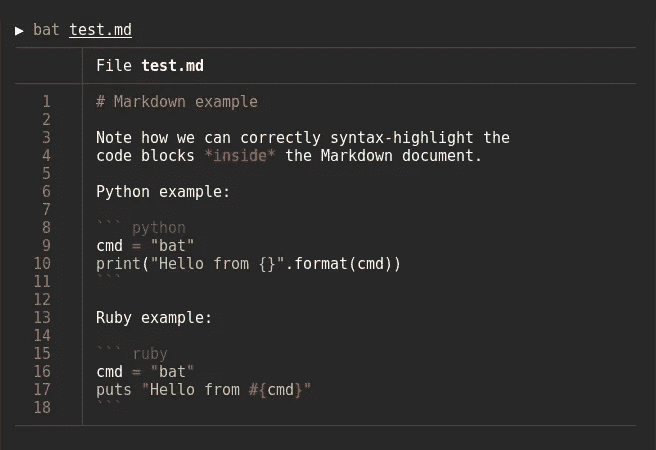 ▶ bat test.md
File test.md
1 # Markdown example
2
3 Note how we can correctly syntax-highlight the
4 code blocks *inside* the Markdown document.
5
6 Python example:
7
8 ``` python
9 cmd = "bat"
10 print("Hello from {}".format(cmd))
11 ```
12
13 Ruby example:
14
15 ``` ruby
16 cmd = "bat"
17 puts "Hello from #{cmd}"
18 ```